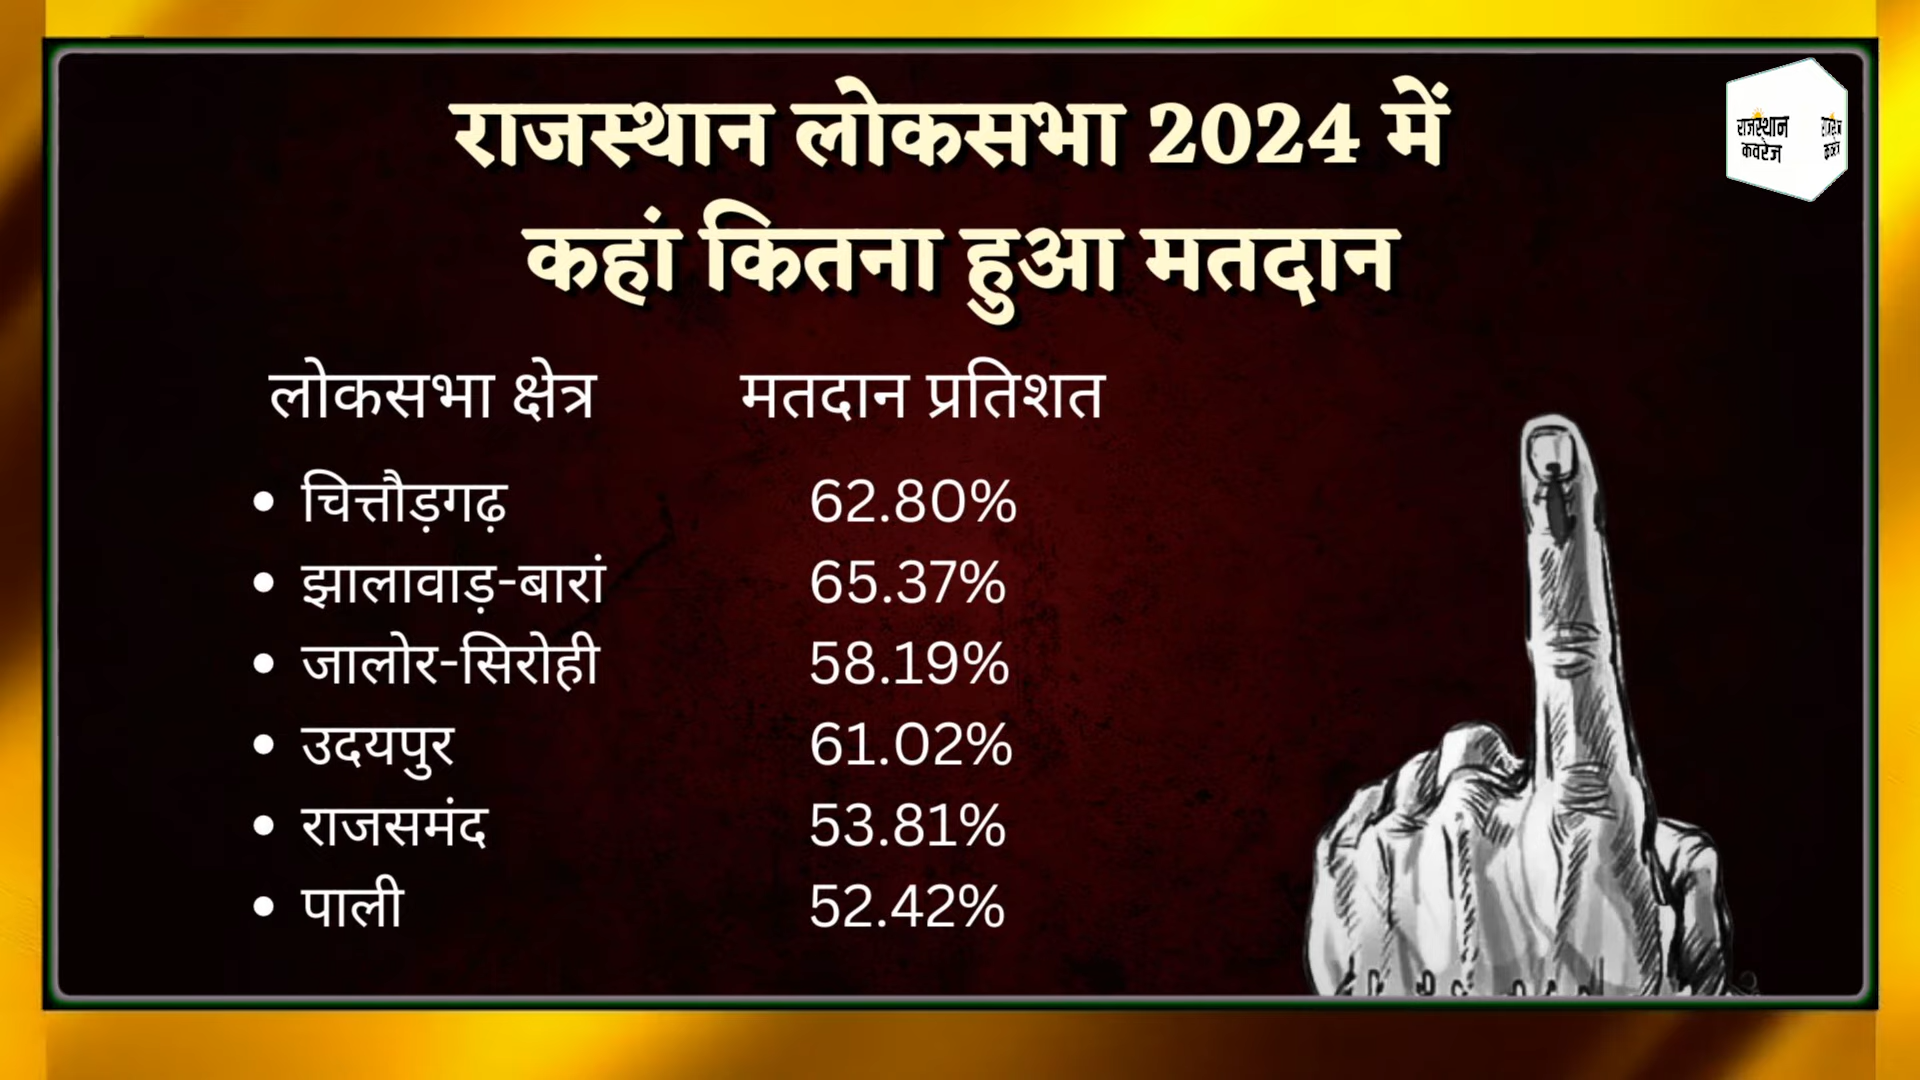 राजस्थान लोकसभा 2024 में
कहां कितना हुआ मतदान
राजस्थान
कवरेज
लोकसभा क्षेत्र मतदान प्रतिशत
• चित्तौड़गढ़ 62.80%
• झालावाड़-बारां 65.37%
• जालोर-सिरोही 58.19%
• उदयपुर 61.02%
• राजसमंद 53.81%
• पाली 52.42%